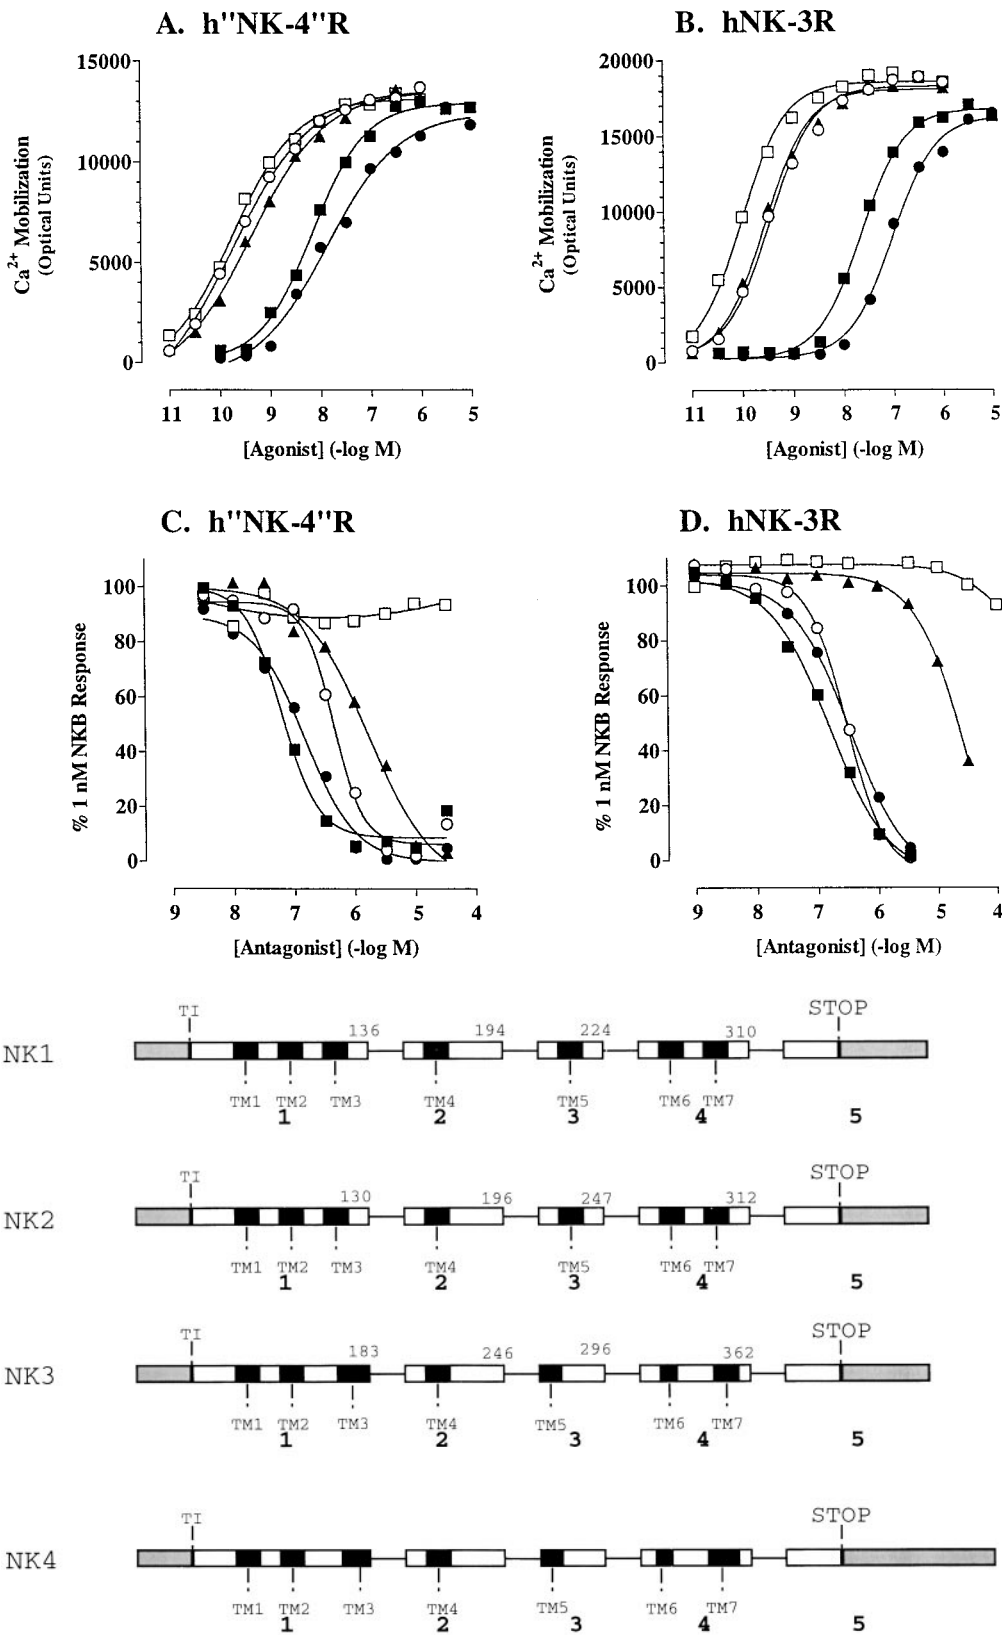 A. h"NK-4"R
B. hNK-3R
Ca2+ Mobilization
(Optical Units)
15000
10000
5000
0
11 10 9 8 7 6 5
[Agonist] (-log M)
Ca2+ Mobilization
(Optical Units)
20000
15000
10000
5000
0
11 10 9 8 7 6 5
[Agonist] (-log M)
C. h"NK-4"R
D. hNK-3R
% 1 nM NKB Response
100
80
60
40
20
0
9 8 7 6 5 4
[Antagonist] (-log M)
% 1 nM NKB Response
100
80
60
40
20
0
9 8 7 6 5 4
[Antagonist] (-log M)
NK1
TI 136 194 224 310 STOP
TM1 TM2 TM3 TM4 TM5 TM6 TM7
1 2 3 4 5
NK2
TI 130 196 247 312 STOP
TM1 TM2 TM3 TM4 TM5 TM6 TM7
1 2 3 4 5
NK3
TI 183 246 296 362 STOP
TM1 TM2 TM3 TM4 TM5 TM6 TM7
1 2 3 4 5
NK4
TI STOP
TM1 TM2 TM3 TM4 TM5 TM6 TM7
1 2 3 4 5